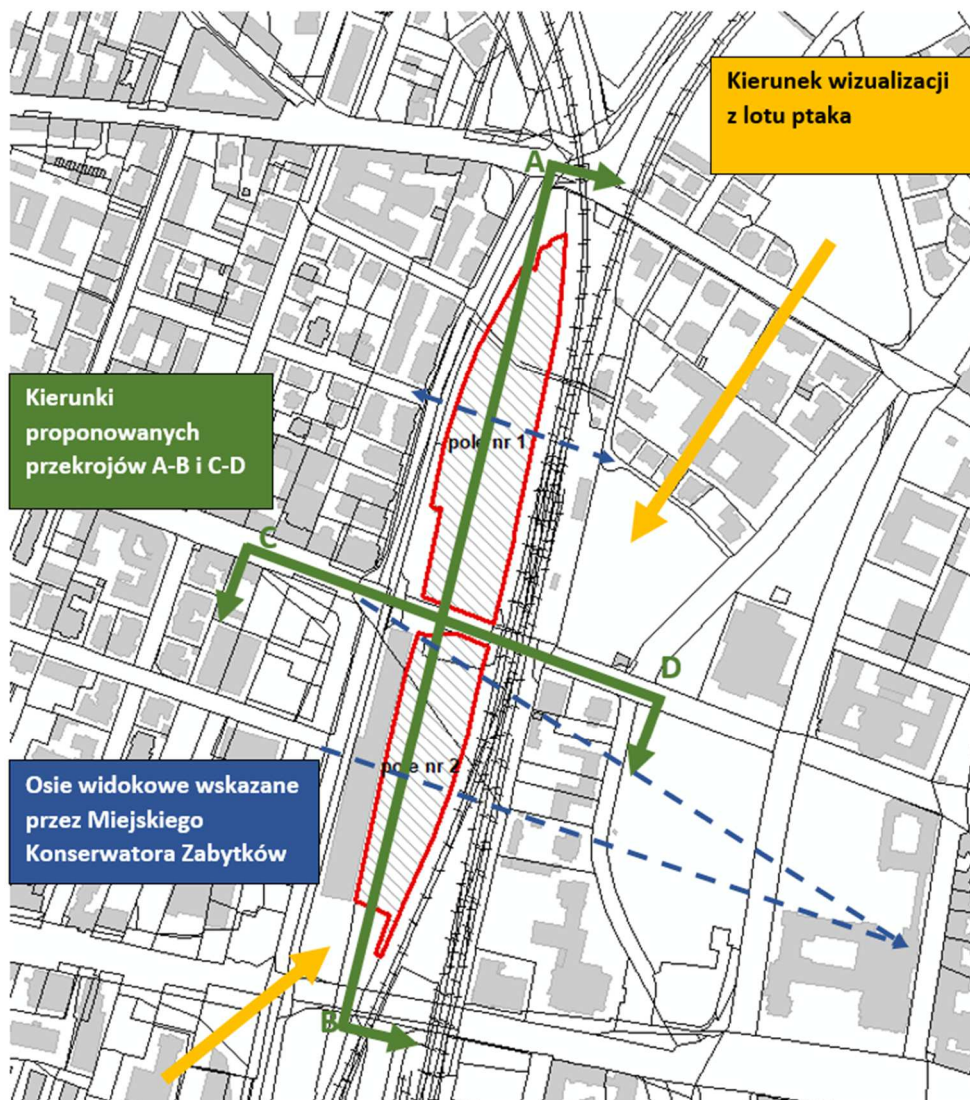 Kierunek wizualizacji
z lotu ptaka
A
Kierunki
proponowanych
przekrojów A-B i C-D
pole nr 1
C
D
pole nr 2
Osie widokowe wskazane
przez Miejskiego
Konserwatora Zabytków
B